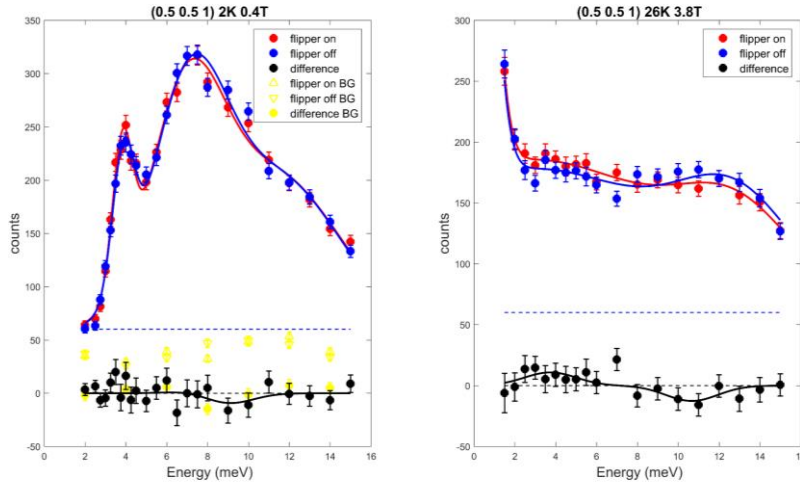 (0.5 0.5 1) 2K 0.4T
350
300
250
200
150
100
50
0
-50
counts
0 2 4 6 8 10 12 14 16
Energy (meV)
flipper on
flipper off
difference
flipper on BG
flipper off BG
difference BG
(0.5 0.5 1) 26K 3.8T
300
250
200
150
100
50
0
-50
counts
0 2 4 6 8 10 12 14 16
Energy (meV)
flipper on
flipper off
difference